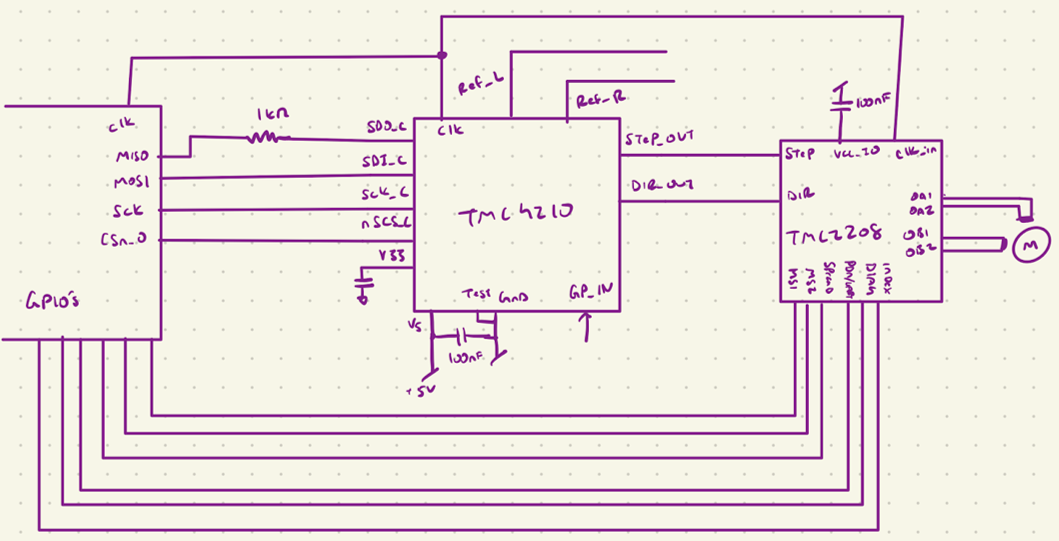 Clk
MISO
MOSI
SCK
CSn_0
GPIO's
1kΩ
SDO_C
SDI_C
SCK_C
nSCS_C
VSS
Ref_L
Ref_R
Clk
TMC4210
Test
GND
GP_IN
Vs
100nF
+5V
STEP_OUT
DIR_OUT
100nF
STEP
VCC_IO
Clk_in
DIR
OA1
OA2
TMC2208
OB1
OB2
MS1
MS2
Spread
PDN/UART
DIAG
Index
M